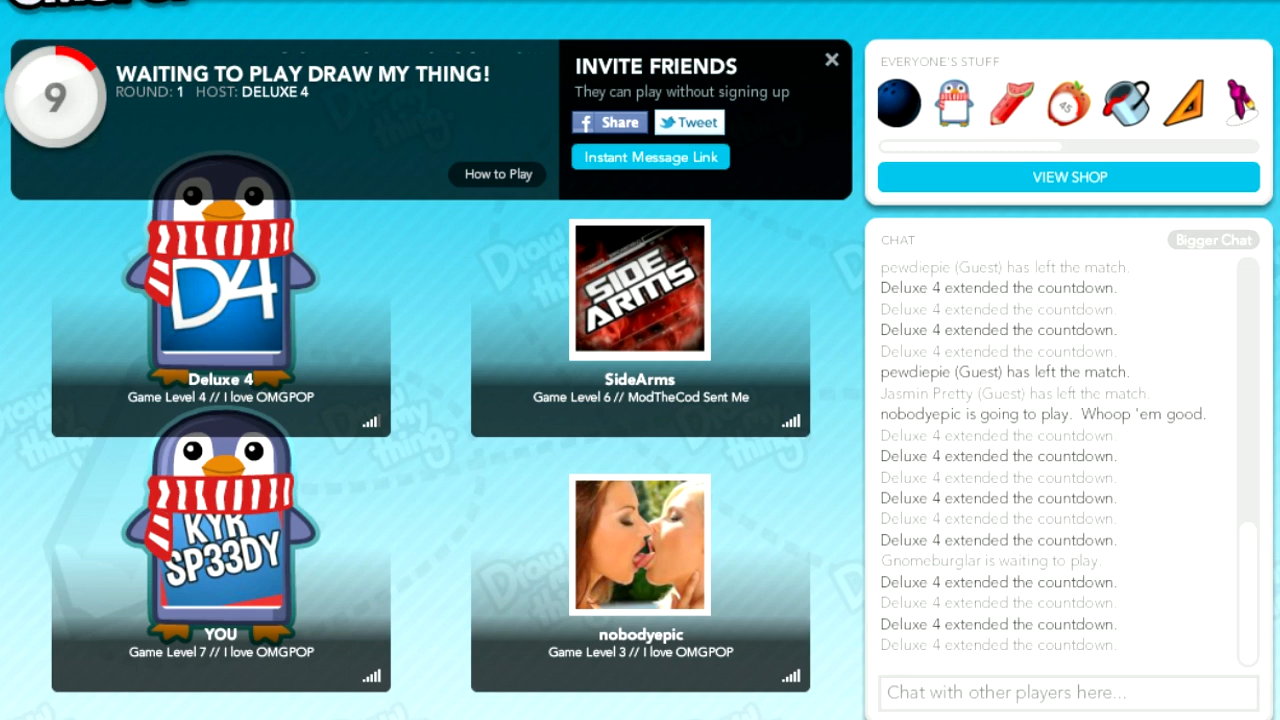 9
WAITING TO PLAY DRAW MY THING!
ROUND: 1 HOST: DELUXE 4
How to Play
INVITE FRIENDS
They can play without signing up
f Share
Tweet
Instant Message Link
EVERYONE'S STUFF
45
VIEW SHOP
D4
Deluxe 4
Game Level 4 // I love OMGPOP
SIDE
ARMS
SideArms
Game Level 6 // ModTheCod Sent Me
KYR
SP33DY
YOU
Game Level 7 // I love OMGPOP
nobodyepic
Game Level 3 // I love OMGPOP
CHAT
Bigger Chat
pewdiepie (Guest) has left the match.
Deluxe 4 extended the countdown.
Deluxe 4 extended the countdown.
Deluxe 4 extended the countdown.
Deluxe 4 extended the countdown.
pewdiepie (Guest) has left the match.
Jasmin Pretty (Guest) has left the match.
nobodyepic is going to play. Whoop 'em good.
Deluxe 4 extended the countdown.
Deluxe 4 extended the countdown.
Deluxe 4 extended the countdown.
Deluxe 4 extended the countdown.
Deluxe 4 extended the countdown.
Deluxe 4 extended the countdown.
Gnomeburglar is waiting to play.
Deluxe 4 extended the countdown.
Deluxe 4 extended the countdown.
Deluxe 4 extended the countdown.
Deluxe 4 extended the countdown.
Chat with other players here...